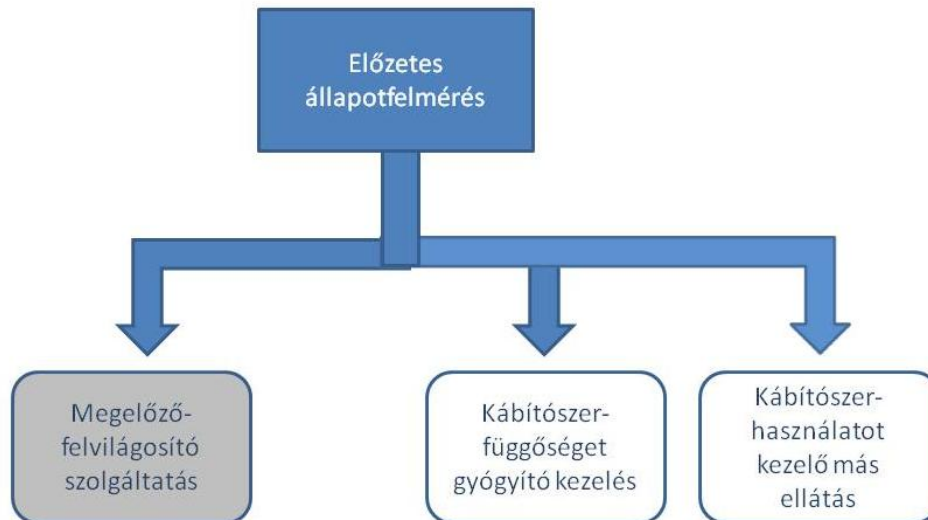 Előzetes
állapotfelmérés
Megelőző-
felvilágosító
szolgáltatás
Kábítószer-
függőséget
gyógyító kezelés
Kábítószer-
használatot
kezelő más
ellátás